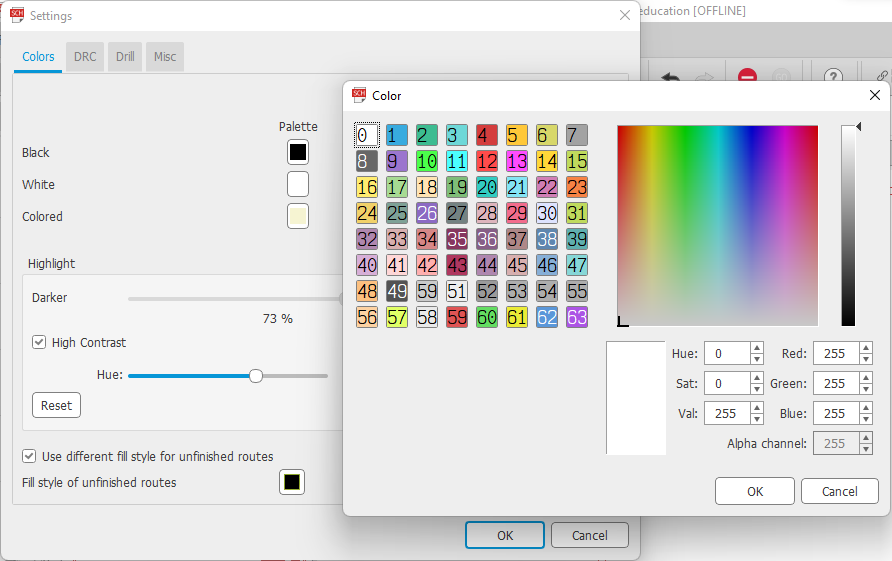 SCH Settings
education [OFFLINE]
Colors DRC Drill Misc
SCH Color
Palette
Black
White
Colored
Highlight
Darker
73 %
High Contrast
Hue:
Reset
Use different fill style for unfinished routes
Fill style of unfinished routes
OK Cancel
0 1 2 3 4 5 6 7
8 9 10 11 12 13 14 15
16 17 18 19 20 21 22 23
24 25 26 27 28 29 30 31
32 33 34 35 36 37 38 39
40 41 42 43 44 45 46 47
48 49 59 51 52 53 54 55
56 57 58 59 60 61 62 63
Hue: 0 Red: 255
Sat: 0 Green: 255
Val: 255 Blue: 255
Alpha channel: 255
OK Cancel